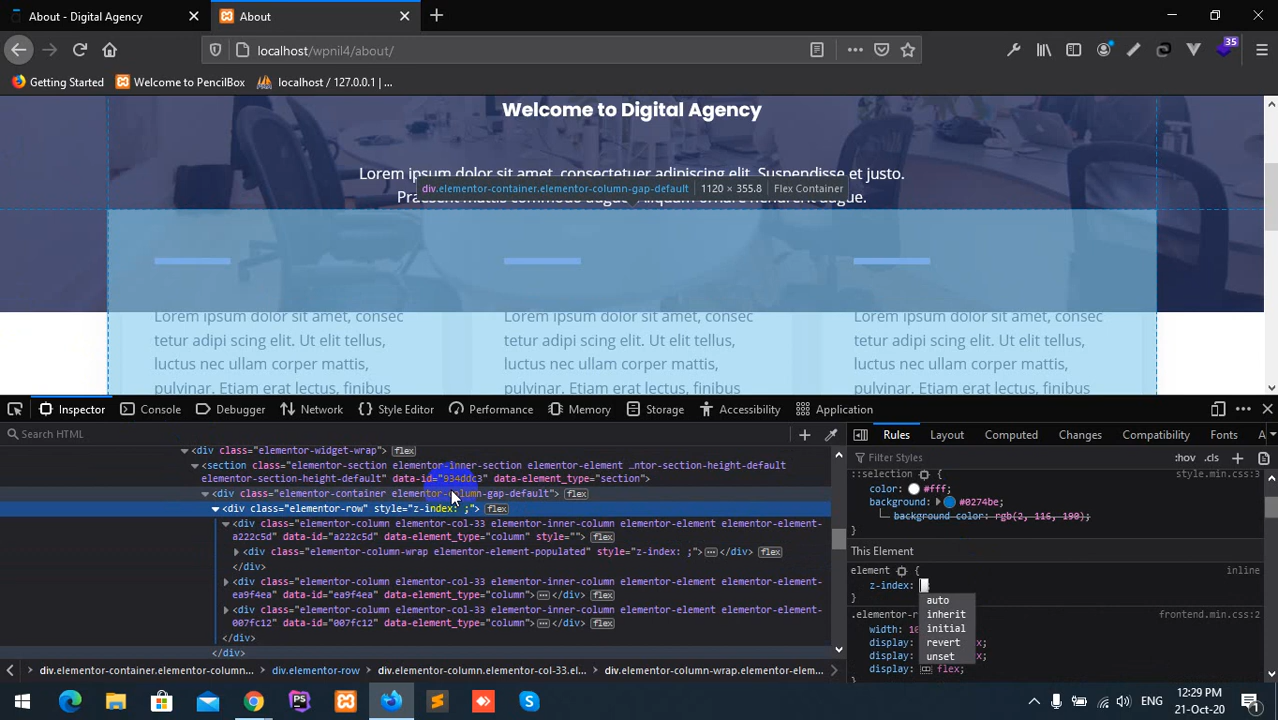 About - Digital Agency
About
localhost/wpnil4/about/
35
Getting Started
Welcome to PencilBox
localhost / 127.0.0.1 | ...
Welcome to Digital Agency
Lorem ipsum dolor sit amet, consectetuer adipiscing elit. Suspendisse et justo.
Praesent mattis commodo augue Aliquam ornare hendrerit augue.
div.elementor-container.elementor-column-gap-default | 1120 × 355.8 | Flex Container
Lorem ipsum dolor sit amet, consec
tetur adipi scing elit. Ut elit tellus,
luctus nec ullam corper mattis,
pulvinar. Etiam erat lectus, finibus
Lorem ipsum dolor sit amet, consec
tetur adipi scing elit. Ut elit tellus,
luctus nec ullam corper mattis,
pulvinar. Etiam erat lectus, finibus
Lorem ipsum dolor sit amet, consec
tetur adipi scing elit. Ut elit tellus,
luctus nec ullam corper mattis,
pulvinar. Etiam erat lectus, finibus
Inspector Console Debugger Network Style Editor Performance Memory Storage Accessibility Application
Search HTML
<div class="elementor-widget-wrap"> flex
<section class="elementor-section elementor-inner-section elementor-element …ntor-section-height-default
elementor-section-height-default" data-id="934ddc3" data-element_type="section">
<div class="elementor-container elementor-column-gap-default"> flex
<div class="elementor-row" style="z-index: ;"> flex
<div class="elementor-column elementor-col-33 elementor-inner-column elementor-element elementor-element-
a222c5d" data-id="a222c5d" data-element_type="column" style=""> flex
<div class="elementor-column-wrap elementor-element-populated" style="z-index: ;"> </div> flex
</div>
<div class="elementor-column elementor-col-33 elementor-inner-column elementor-element elementor-element-
ea9f4ea" data-id="ea9f4ea" data-element_type="column"> </div> flex
<div class="elementor-column elementor-col-33 elementor-inner-column elementor-element elementor-element-
007fc12" data-id="007fc12" data-element_type="column"> </div> flex
</div>
</div>
div.elementor-container.elementor-column… div.elementor-row div.elementor-column.elementor-col-33.el… div.elementor-column-wrap.elementor-elem…
Rules Layout Computed Changes Compatibility Fonts
Filter Styles
:hov .cls
::selection { style.min.css:3
color: #fff;
background: #0274be;
background-color: rgb(2, 116, 190);
}
This Element
element { inline
z-index: ;
}
auto
inherit
initial
revert
unset
.elementor-r frontend.min.css:2
width: 10
display:
display:
display: flex;
ENG
12:29 PM
21-Oct-20
1